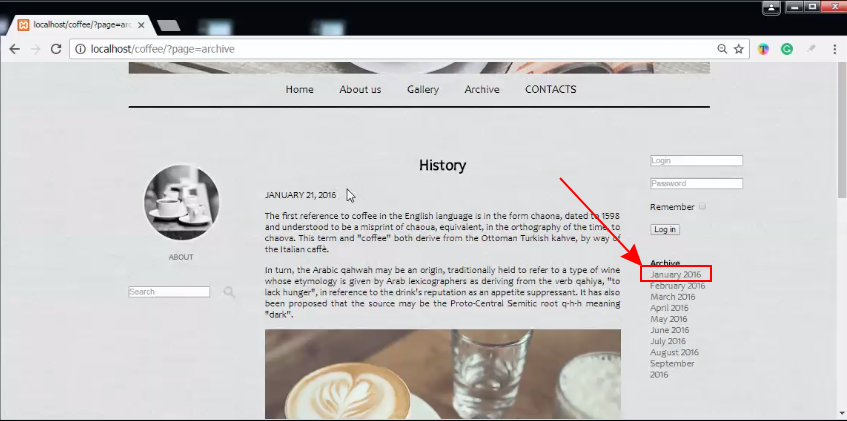 localhost/coffee/?page=arc
localhost/coffee/?page=archive
Home About us Gallery Archive CONTACTS
ABOUT
Search
History
JANUARY 21, 2016
The first reference to coffee in the English language is in the form chaona, dated to 1598
and understood to be a misprint of chaoua, equivalent, in the orthography of the time, to
chaova. This term and "coffee" both derive from the Ottoman Turkish kahve, by way of
the Italian caffè.
In turn, the Arabic qahwah may be an origin, traditionally held to refer to a type of wine
whose etymology is given by Arab lexicographers as deriving from the verb qahiya, "to
lack hunger", in reference to the drink's reputation as an appetite suppressant. It has also
been proposed that the source may be the Proto-Central Semitic root q-h-h meaning
"dark".
Login
Password
Remember
Log in
Archive
January 2016
February 2016
March 2016
April 2016
May 2016
June 2016
July 2016
August 2016
September
2016